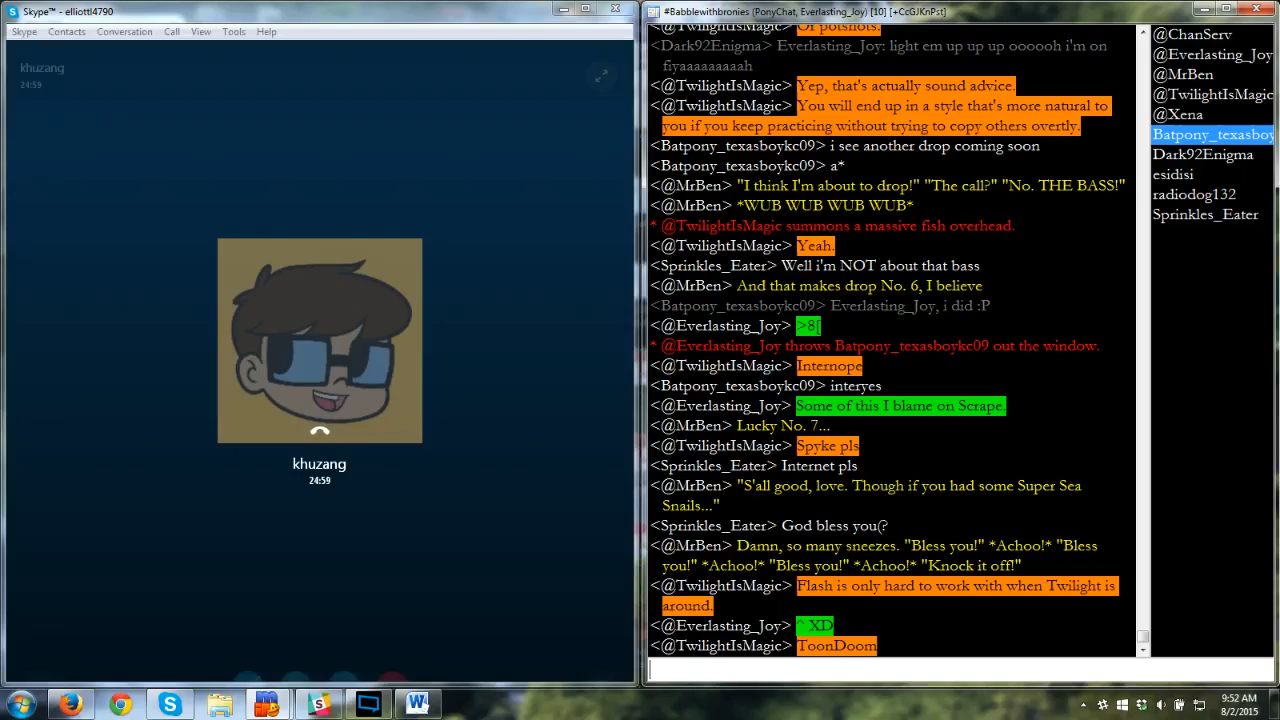 Skype™ - elliottl4790
Skype Contacts Conversation Call View Tools Help
khuzang
24:59
khuzang
24:59
#Babblewithbronies (PonyChat, Everlasting_Joy) [10] [+CcGJKnPst]
<@TwilightIsMagic> Or potshots.
<Dark92Enigma> Everlasting_Joy: light em up up up oooooh i'm on
fiyaaaaaaaaah
<@TwilightIsMagic> Yep, that's actually sound advice.
<@TwilightIsMagic> You will end up in a style that's more natural to
you if you keep practicing without trying to copy others overtly.
<Batpony_texasboykc09> i see another drop coming soon
<Batpony_texasboykc09> a*
<@MrBen> "I think I'm about to drop!" "The call?" "No. THE BASS!"
<@MrBen> *WUB WUB WUB WUB*
* @TwilightIsMagic summons a massive fish overhead.
<@TwilightIsMagic> Yeah.
<Sprinkles_Eater> Well i'm NOT about that bass
<@MrBen> And that makes drop No. 6, I believe
<Batpony_texasboykc09> Everlasting_Joy, i did :P
<@Everlasting_Joy> >8[
* @Everlasting_Joy throws Batpony_texasboykc09 out the window.
<@TwilightIsMagic> Internope
<Batpony_texasboykc09> interyes
<@Everlasting_Joy> Some of this I blame on Scrape.
<@MrBen> Lucky No. 7...
<@TwilightIsMagic> Spyke pls
<Sprinkles_Eater> Internet pls
<@MrBen> "S'all good, love. Though if you had some Super Sea
Snails..."
<Sprinkles_Eater> God bless you(?
<@MrBen> Damn, so many sneezes. "Bless you!" *Achoo!* "Bless
you!" *Achoo!* "Bless you!" *Achoo!* "Knock it off!"
<@TwilightIsMagic> Flash is only hard to work with when Twilight is
around.
<@Everlasting_Joy> ^ XD
<@TwilightIsMagic> ToonDoom
@ChanServ
@Everlasting_Joy
@MrBen
@TwilightIsMagic
@Xena
Batpony_texasboy
Dark92Enigma
esidisi
radiodog132
Sprinkles_Eater
9:52 AM
8/2/2015